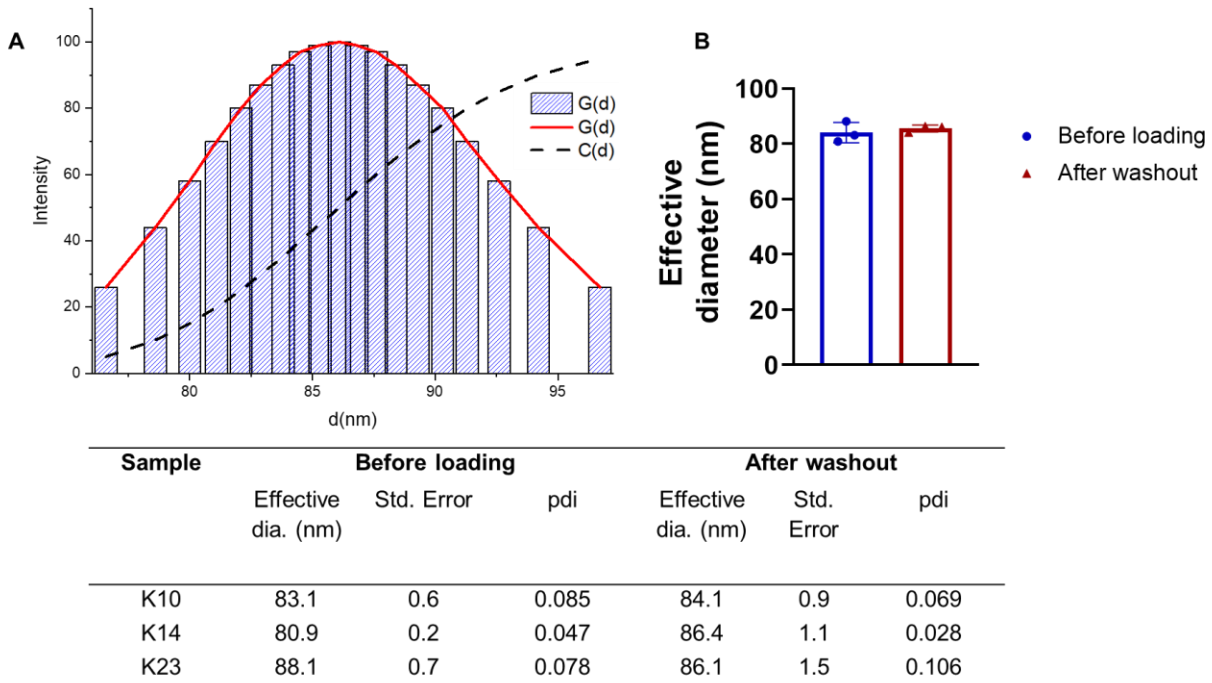 A
100
80
60
40
20
0
Intensity
80
85
90
95
d(nm)
G(d)
G(d)
C(d)
B
100
80
60
40
20
0
Effective
diameter (nm)
Before loading
After washout
Sample Before loading After washout
Effective Std. Error pdi Effective Std. pdi
dia. (nm) dia. (nm) Error
K10 83.1 0.6 0.085 84.1 0.9 0.069
K14 80.9 0.2 0.047 86.4 1.1 0.028
K23 88.1 0.7 0.078 86.1 1.5 0.106